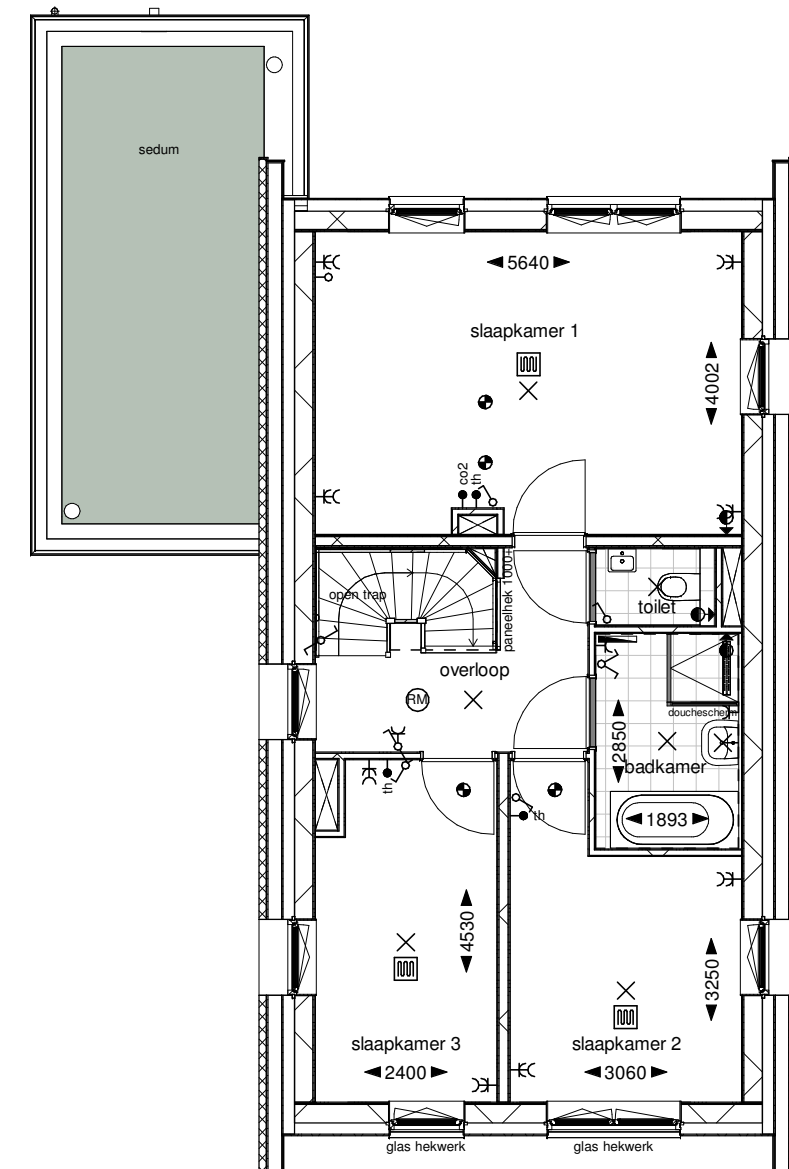 sedum
5640
slaapkamer 1
4002
co2
th
open trap
paneelhek 1000+
toilet
overloop
RM
douchescherm
2850
badkamer
1893
th
th
4530
3250
slaapkamer 3
slaapkamer 2
2400
3060
glas hekwerk
glas hekwerk